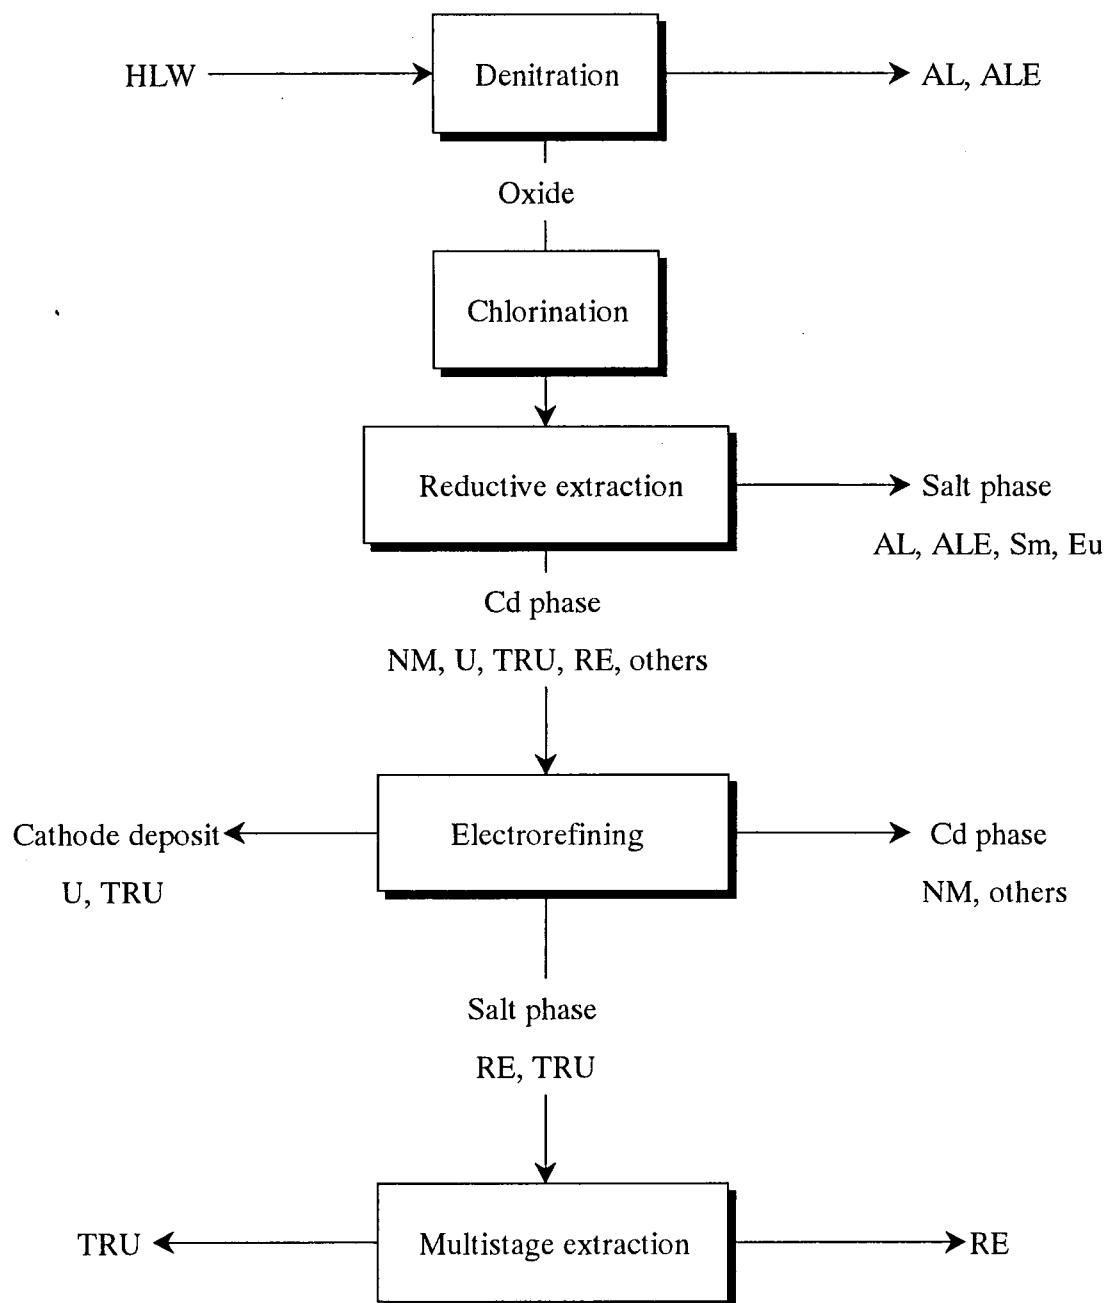 HLW
Denitration
AL, ALE
Oxide
Chlorination
Reductive extraction
Salt phase
AL, ALE, Sm, Eu
Cd phase
NM, U, TRU, RE, others
Cathode deposit
U, TRU
Electrorefining
Cd phase
NM, others
Salt phase
RE, TRU
TRU
Multistage extraction
RE